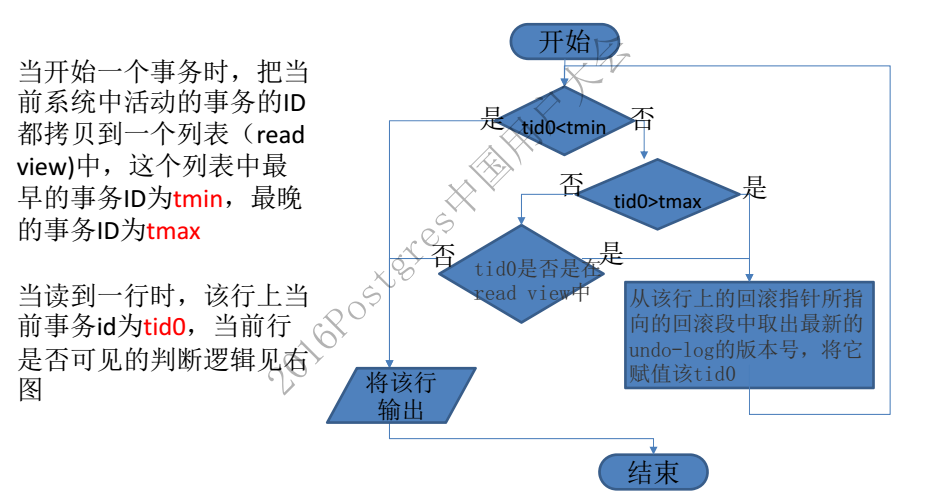 当开始一个事务时，把当
前系统中活动的事务的ID
都拷贝到一个列表（read
view)中，这个列表中最
早的事务ID为tmin，最晚
的事务ID为tmax
当读到一行时，该行上当
前事务id为tid0，当前行
是否可见的判断逻辑见右
图
开始
是
tid0<tmin
否
否
tid0>tmax
是
否
tid0是否是在
read view中
是
从该行上的回滚指针所指
向的回滚段中取出最新的
undo-log的版本号，将它
赋值该tid0
将该行
输出
结束
2016Postgres中国用户大会